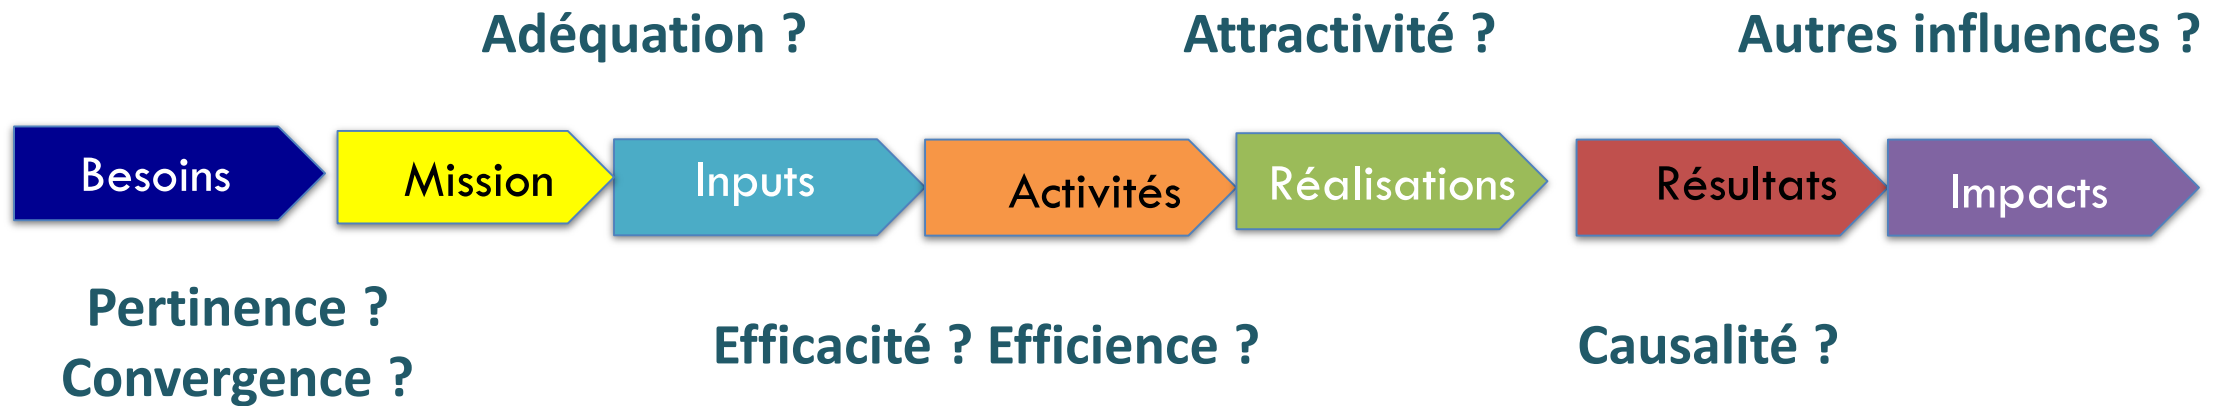 Adéquation ?
Attractivité ?
Autres influences ?
Besoins
Mission
Inputs
Activités
Réalisations
Résultats
Impacts
Pertinence ?
Convergence ?
Efficacité ? Efficience ?
Causalité ?